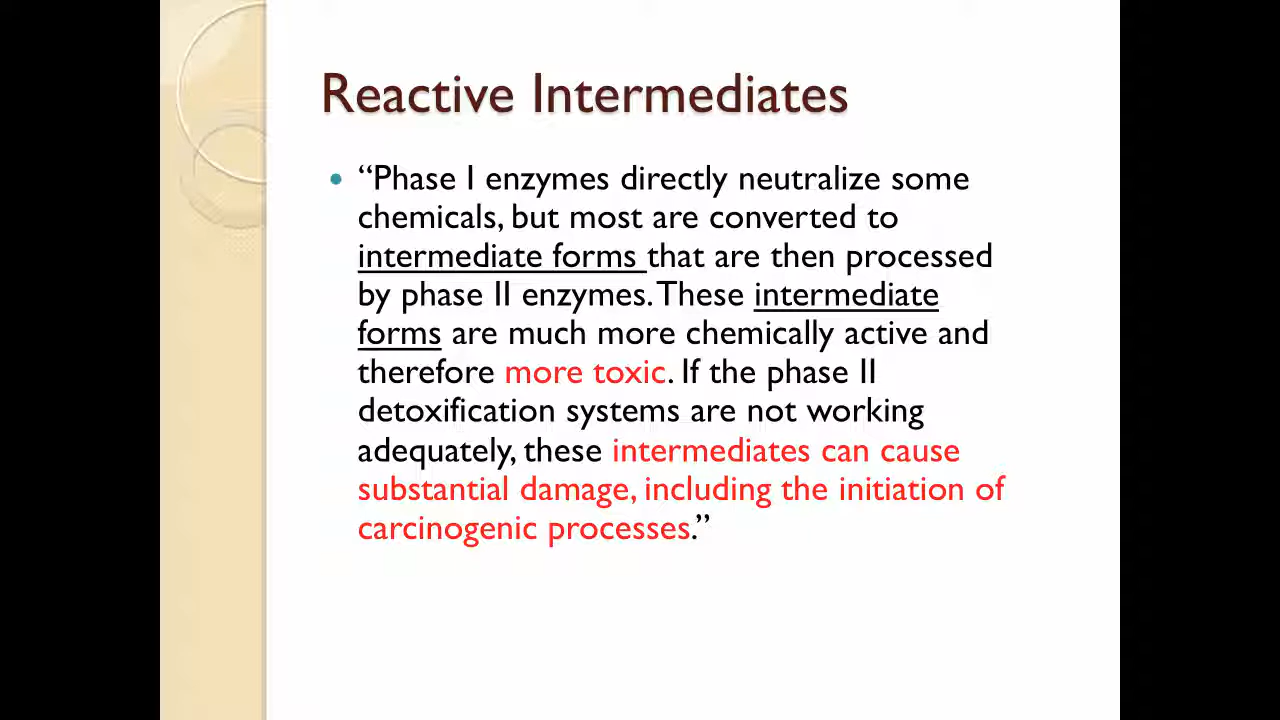 Reactive Intermediates
• “Phase I enzymes directly neutralize some
chemicals, but most are converted to
intermediate forms that are then processed
by phase II enzymes. These intermediate
forms are much more chemically active and
therefore more toxic. If the phase II
detoxification systems are not working
adequately, these intermediates can cause
substantial damage, including the initiation of
carcinogenic processes.”